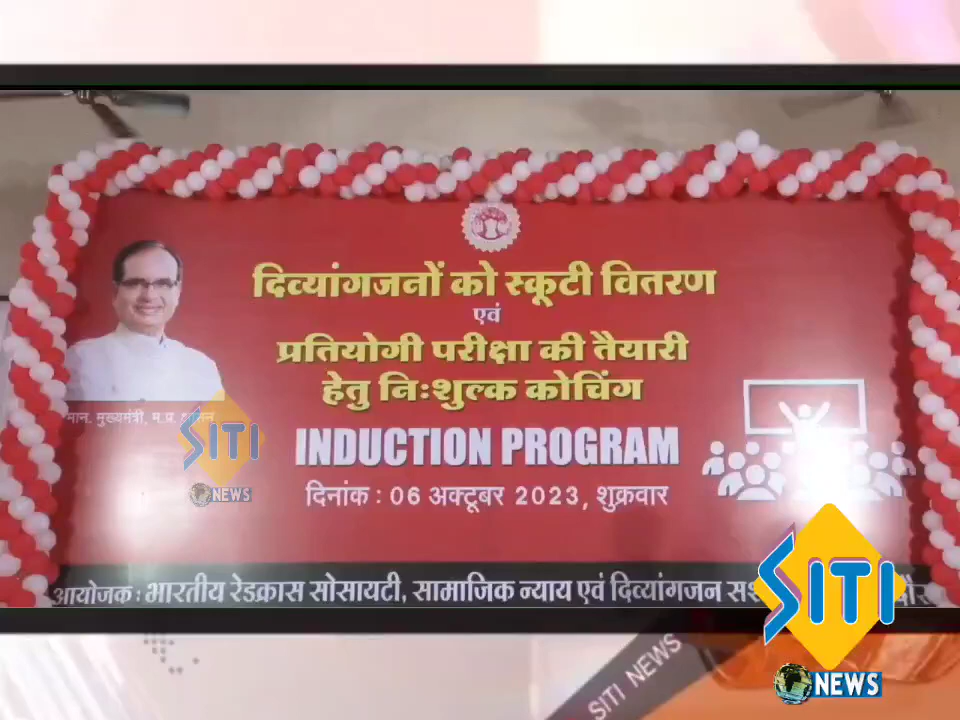 दिव्यांगजनों को स्कूटी वितरण
एवं
प्रतियोगी परीक्षा की तैयारी
हेतु निःशुल्क कोचिंग
INDUCTION PROGRAM
दिनांक : 06 अक्टूबर 2023, शुक्रवार
मान. मुख्यमंत्री, म.प्र.
SITI
NEWS
आयोजक : भारतीय रेडक्रास सोसायटी, सामाजिक न्याय एवं दिव्यांगजन
SITI
NEWS
SITI NEWS